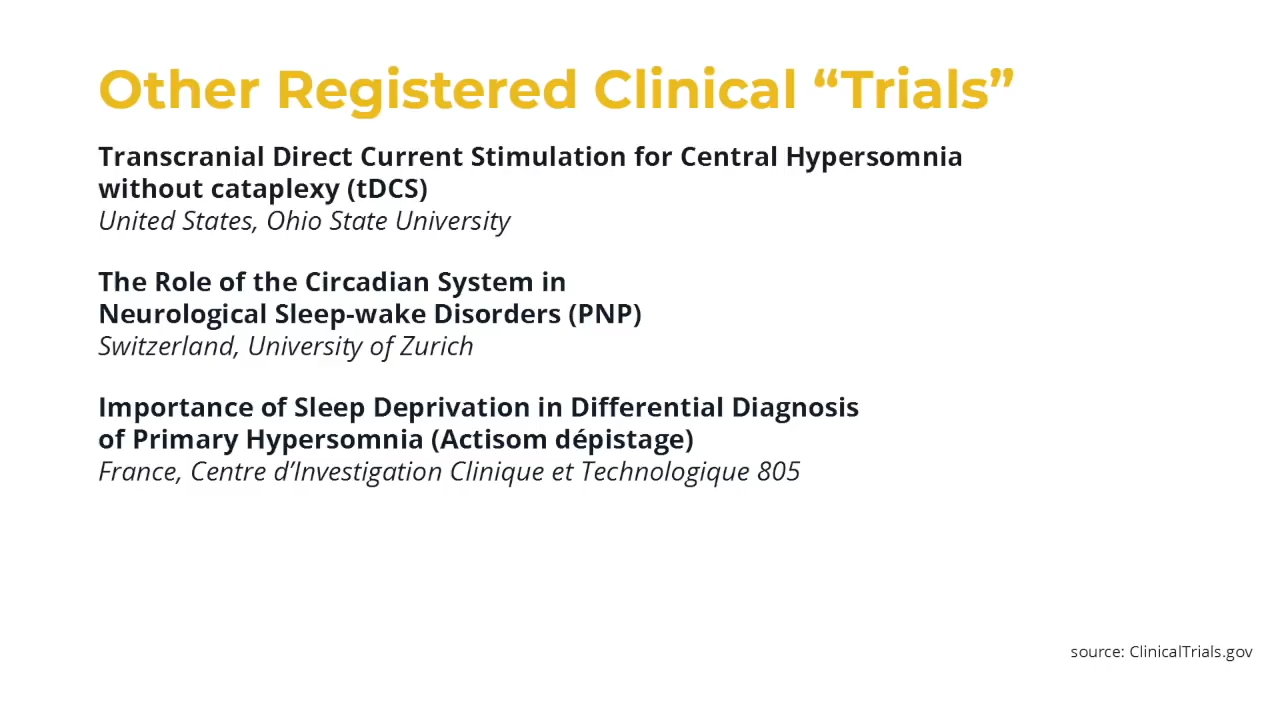 Other Registered Clinical “Trials”
Transcranial Direct Current Stimulation for Central Hypersomnia
without cataplexy (tDCS)
United States, Ohio State University
The Role of the Circadian System in
Neurological Sleep-wake Disorders (PNP)
Switzerland, University of Zurich
Importance of Sleep Deprivation in Differential Diagnosis
of Primary Hypersomnia (Actisom dépistage)
France, Centre d’Investigation Clinique et Technologique 805
source: ClinicalTrials.gov